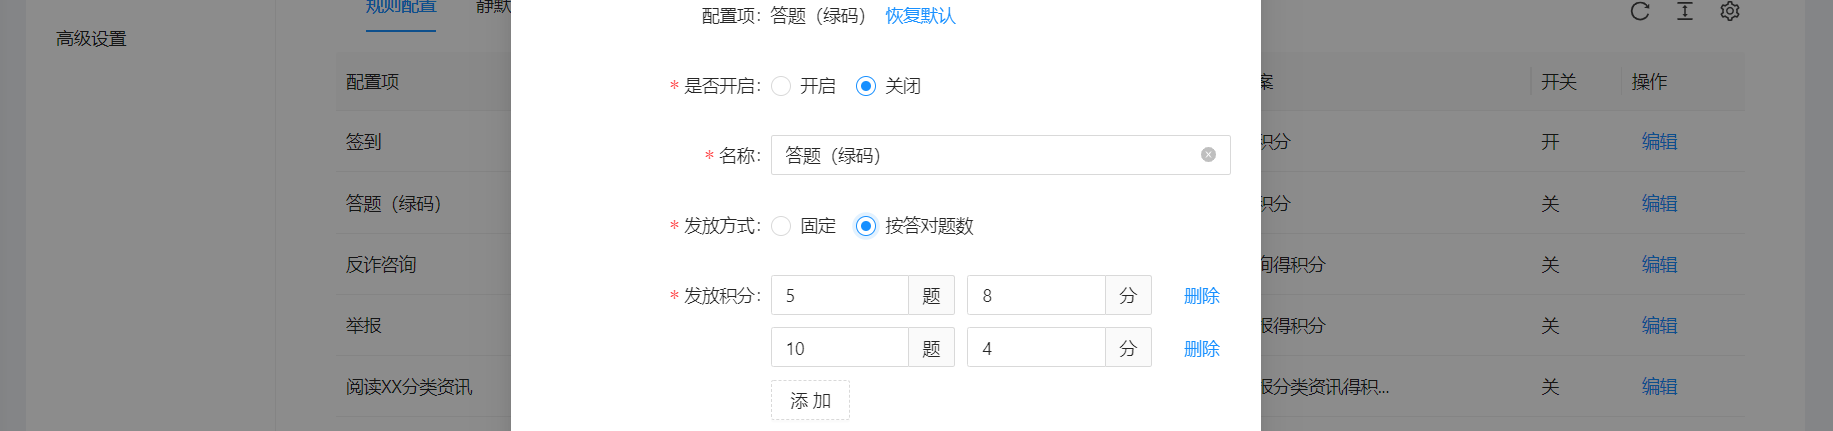 规则配置 静默
高级设置
配置项：答题（绿码） 恢复默认
配置项 案 开关 操作
* 是否开启： 开启 关闭
签到 积分 开 编辑
* 名称： 答题（绿码）
答题（绿码） 积分 关 编辑
* 发放方式： 固定 按答对题数
反诈咨询 询得积分 关 编辑
* 发放积分： 5 题 8 分 删除
举报 报得积分 关 编辑
10 题 4 分 删除
阅读XX分类资讯 报分类资讯得积... 关 编辑
添 加